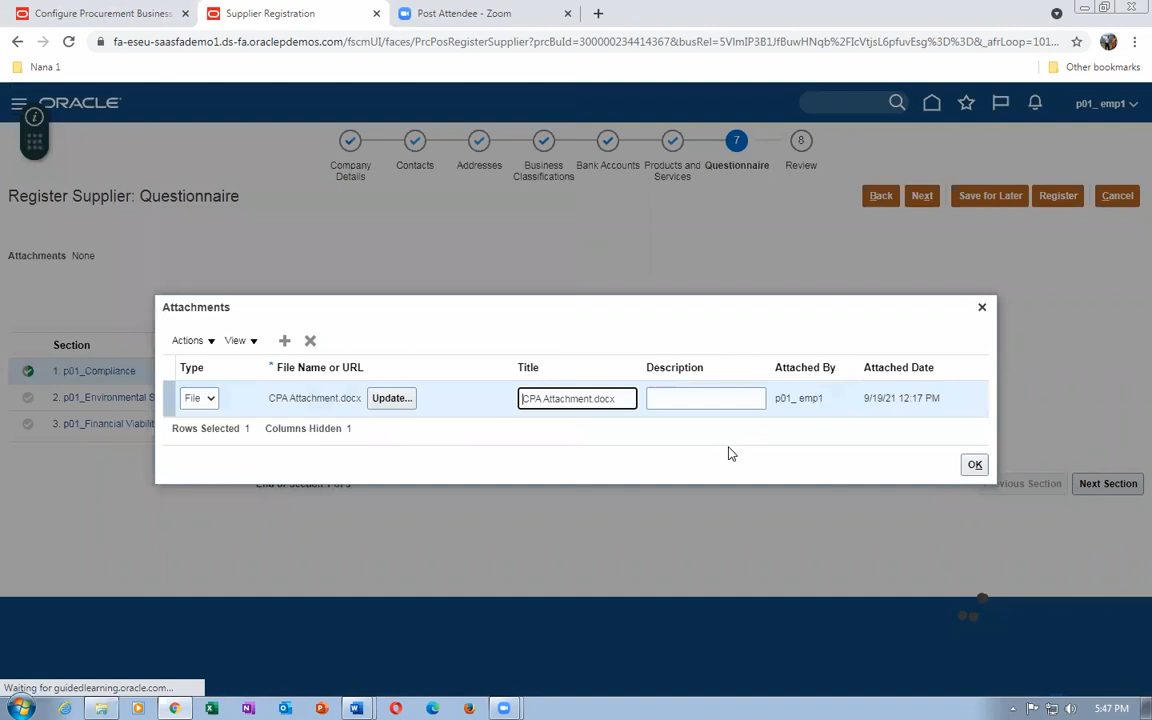 Configure Procurement Business
Supplier Registration
Post Attendee - Zoom
fa-eseu-saasfademo1.ds-fa.oraclepdemos.com/fscmUI/faces/PrcPosRegisterSupplier?prcBuId=300000234414367&busRel=5VlmIP3B1JfBuwHNqb%2FIcVtjsL6pfuvEsg%3D%3D&_afrLoop=101...
Nana 1
Other bookmarks
ORACLE
p01_ emp1
7
8
Company Details
Contacts
Addresses
Business Classifications
Bank Accounts
Products and Services
Questionnaire
Review
Register Supplier: Questionnaire
Back
Next
Save for Later
Register
Cancel
Attachments None
Attachments
Section
Actions
View
1. p01_Compliance
Type
* File Name or URL
Title
Description
Attached By
Attached Date
2. p01_Environmental S
File
CPA Attachment.docx
Update...
CPA Attachment.docx
p01_ emp1
9/19/21 12:17 PM
3. p01_Financial Viabilit
Rows Selected 1
Columns Hidden 1
OK
Section
Next Section
Waiting for guidedlearning.oracle.com...
5:47 PM